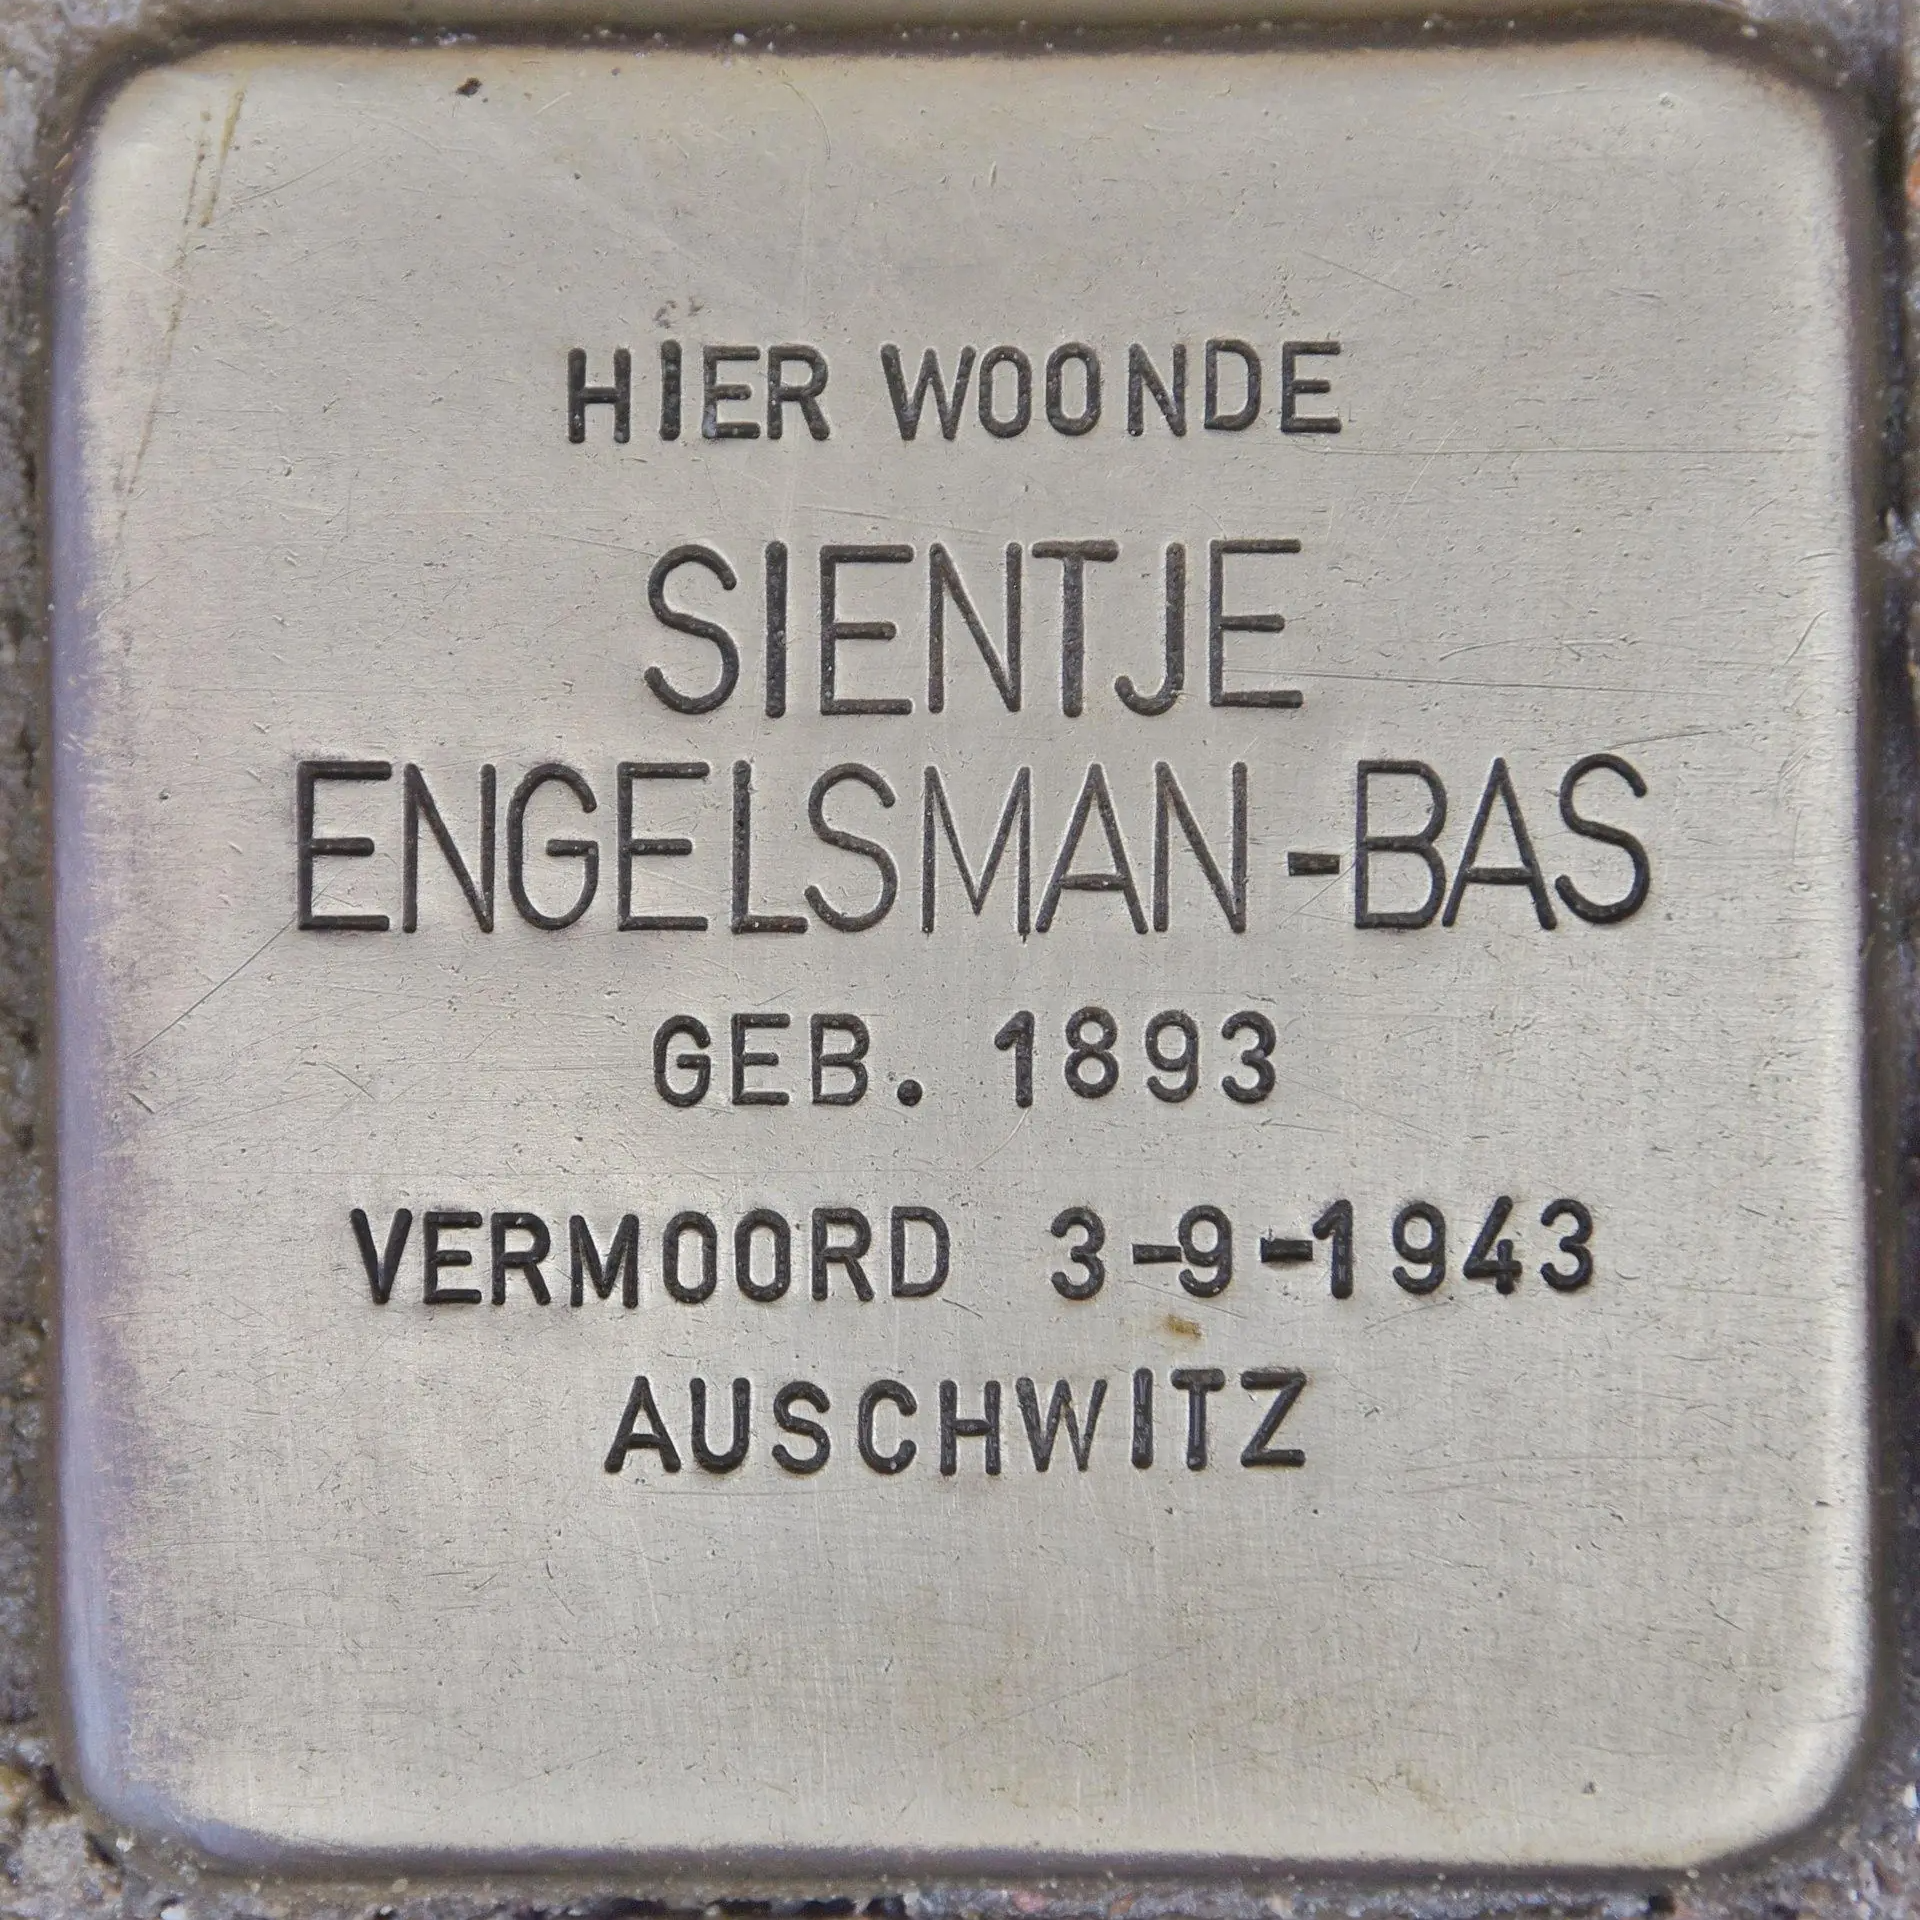 HIER WOONDE
SIENTJE
ENGELSMAN-BAS
GEB. 1893
VERMOORD 3-9-1943
AUSCHWITZ